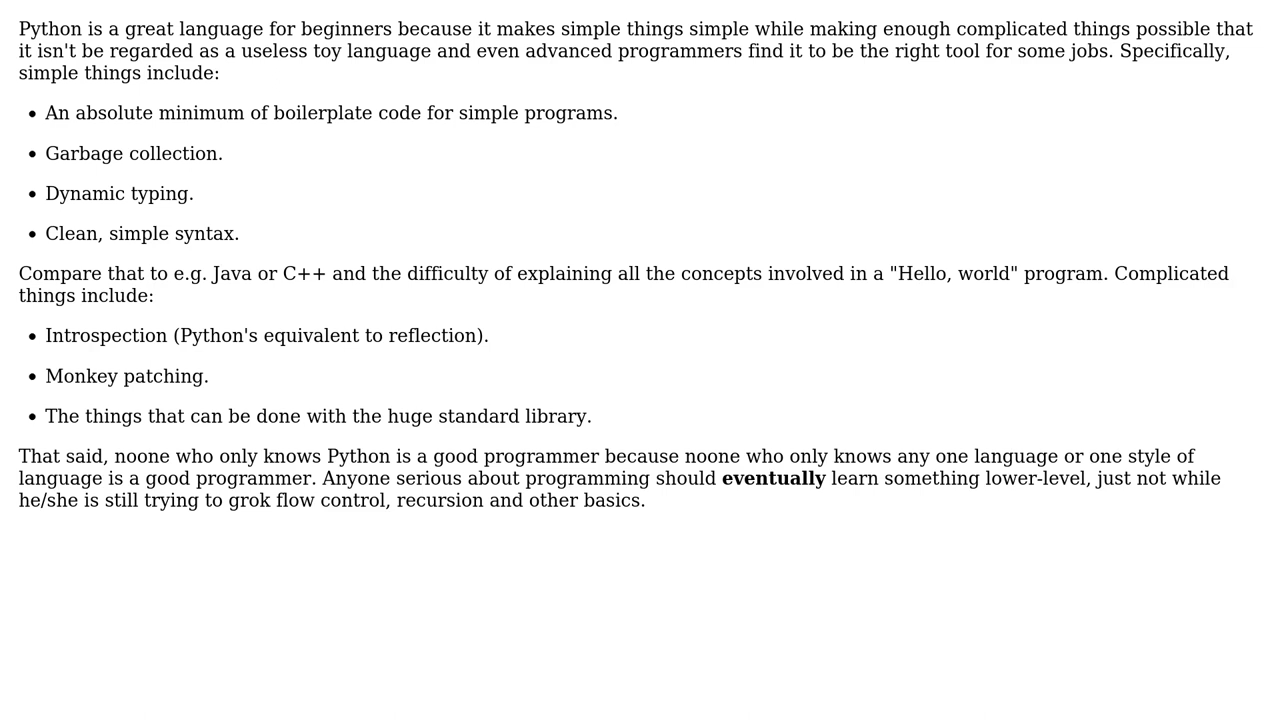 Python is a great language for beginners because it makes simple things simple while making enough complicated things possible that
it isn't be regarded as a useless toy language and even advanced programmers find it to be the right tool for some jobs. Specifically,
simple things include:
• An absolute minimum of boilerplate code for simple programs.
• Garbage collection.
• Dynamic typing.
• Clean, simple syntax.
Compare that to e.g. Java or C++ and the difficulty of explaining all the concepts involved in a "Hello, world" program. Complicated
things include:
• Introspection (Python's equivalent to reflection).
• Monkey patching.
• The things that can be done with the huge standard library.
That said, noone who only knows Python is a good programmer because noone who only knows any one language or one style of
language is a good programmer. Anyone serious about programming should eventually learn something lower-level, just not while
he/she is still trying to grok flow control, recursion and other basics.